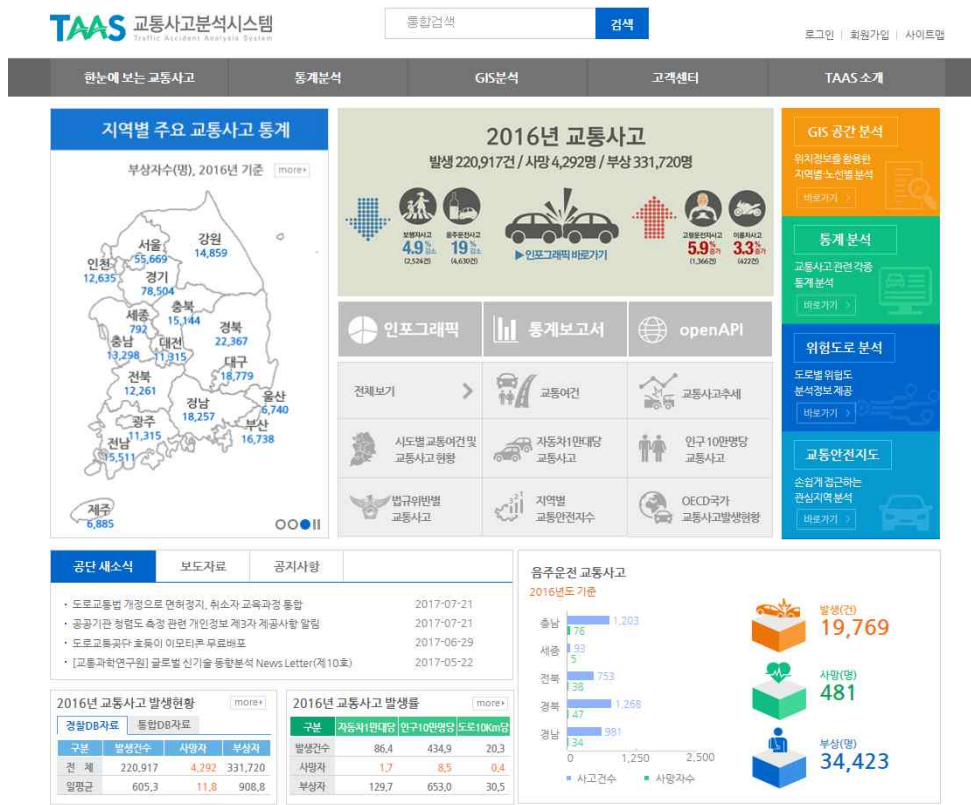 TAAS 교통사고분석시스템
Traffic Accident Analysis System
통합검색
검색
로그인 | 회원가입 | 사이트맵
한눈에 보는 교통사고
통계분석
GIS분석
고객센터
TAAS 소개
지역별 주요 교통사고 통계
부상자수(명), 2016년 기준
more+
서울
55,669
강원
14,859
인천
12,635
경기
78,504
충북
15,144
세종
792
경북
22,367
충남
13,298
대전
11,315
대구
18,779
전북
12,261
울산
6,740
경남
18,257
광주
11,315
부산
16,738
전남
15,511
제주
6,885
2016년 교통사고
발생 220,917건 / 사망 4,292명 / 부상 331,720명
보행자사고
4.9% 감소
(2,524건)
음주운전사고
19% 감소
(4,630건)
▶인포그래픽 바로가기
고령운전자사고
5.9% 증가
(1,366건)
이륜차사고
3.3% 증가
(422건)
인포그래픽
통계보고서
openAPI
전체보기
교통여건
교통사고추세
시도별 교통여건 및
교통사고 현황
자동차1만대당
교통사고
인구10만명당
교통사고
법규위반별
교통사고
지역별
교통안전지수
OECD국가
교통사고발생현황
GIS 공간 분석
위치정보를 활용한
지역별·노선별 분석
바로가기 >
통계 분석
교통사고 관련 각종
통계 분석
바로가기 >
위험도로 분석
도로별 위험도
분석정보 제공
바로가기 >
교통안전지도
손쉽게 접근하는
관심지역 분석
바로가기 >
공단 새소식
보도자료
공지사항
· 도로교통법 개정으로 면허정지, 취소자 교육과정 통합 2017-07-21
· 공공기관 청렴도 측정 관련 개인정보 제3자 제공사항 알림 2017-07-21
· 도로교통공단 호둥이 이모티콘 무료배포 2017-06-29
· [교통과학연구원] 글로벌 신기술 동향분석 News Letter(제10호) 2017-05-22
2016년 교통사고 발생현황
more+
경찰DB자료
통합DB자료
구분 발생건수 사망자 부상자
전 체 220,917 4,292 331,720
일평균 605,3 11,8 908,8
2016년 교통사고 발생률
more+
구분 자동차1만대당 인구10만명당 도로10Km당
발생건수 86,4 434,9 20,3
사망자 1,7 8,5 0,4
부상자 129,7 653,0 30,5
음주운전 교통사고
2016년도 기준
충남 1,203
76
세종 93
5
전북 753
38
경북 1,268
47
경남 981
34
0 1,250 2,500
사고건수 사망자수
발생(건)
19,769
사망(명)
481
부상(명)
34,423